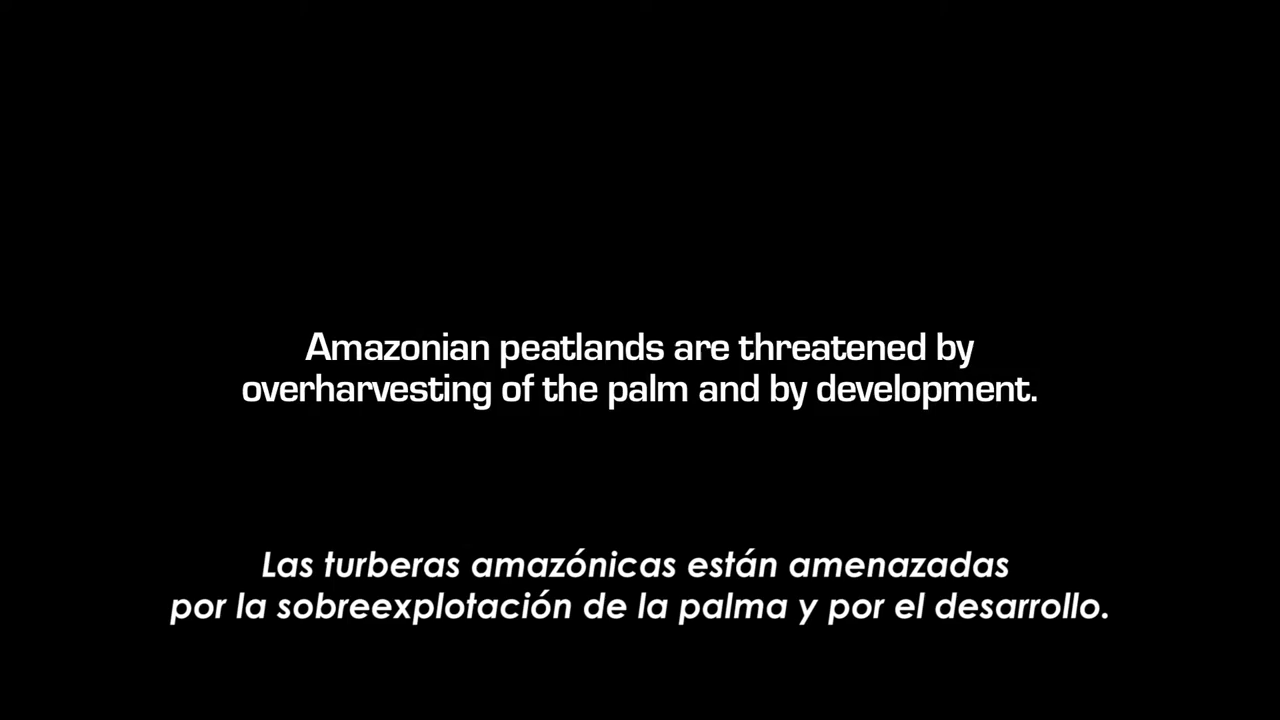 Amazonian peatlands are threatened by
overharvesting of the palm and by development.
Las turberas amazónicas están amenazadas
por la sobreexplotación de la palma y por el desarrollo.